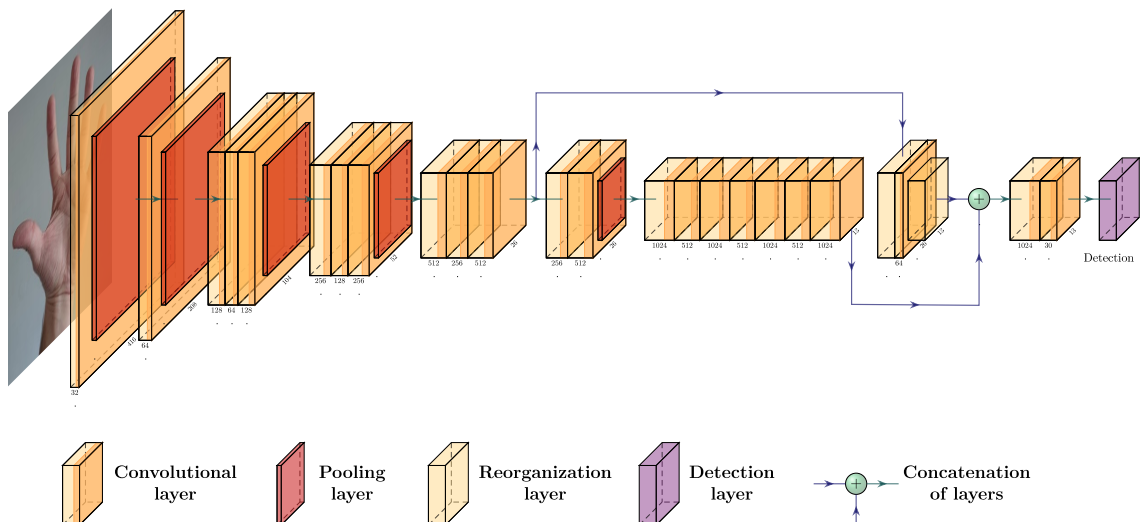 32
416
64
208
128 64 128
104
256 128 256
52
512 256 512
26
256 512
26
1024 512 1024 512 1024 512 1024
13
64
26
13
+
1024 30
13
Detection
Convolutional
layer
Pooling
layer
Reorganization
layer
Detection
layer
+
Concatenation
of layers